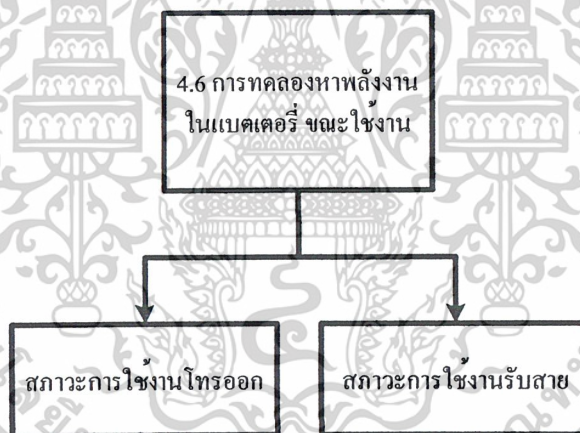 4.6 การทดลองหาพลังงาน
ในแบตเตอรี่ ขณะใช้งาน
สภาวะการใช้งานโทรออก
สภาวะการใช้งานรับสาย